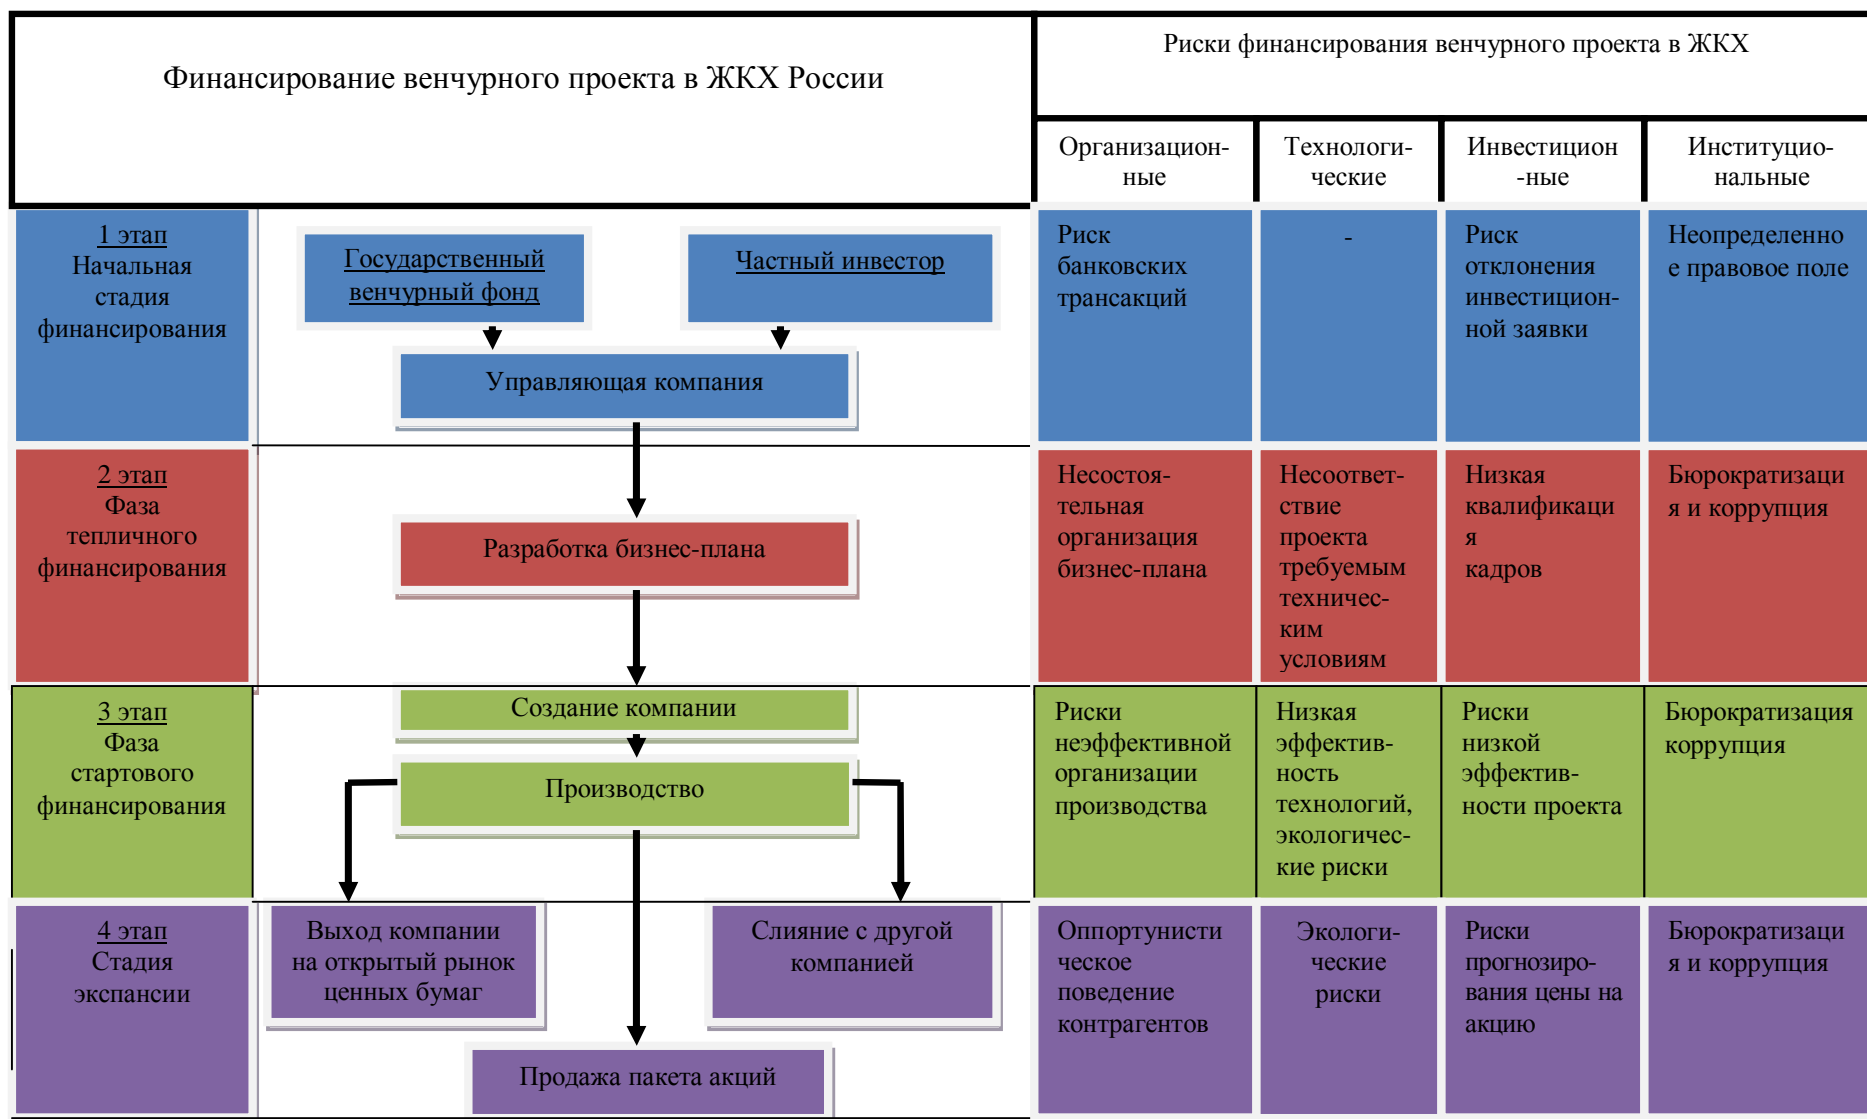 Финансирование венчурного проекта в ЖКХ России
Риски финансирования венчурного проекта в ЖКХ
Организацион-
ные
Технологи-
ческие
Инвестицион
-ные
Институцио-
нальные
1 этап
Начальная
стадия
финансирования
Государственный
венчурный фонд
Частный инвестор
Управляющая компания
Риск
банковских
трансакций
-
Риск
отклонения
инвестицион-
ной заявки
Неопределенно
е правовое поле
2 этап
Фаза
тепличного
финансирования
Разработка бизнес-плана
Несостоя-
тельная
организация
бизнес-плана
Несоответ-
ствие
проекта
требуемым
техничес-
ким
условиям
Низкая
квалификаци
я
кадров
Бюрократизаци
я и коррупция
3 этап
Фаза
стартового
финансирования
Создание компании
Производство
Риски
неэффективной
организации
производства
Низкая
эффектив-
ность
технологий,
экологичес-
кие риски
Риски
низкой
эффектив-
ности проекта
Бюрократизация
коррупция
4 этап
Стадия
экспансии
Выход компании
на открытый рынок
ценных бумаг
Слияние с другой
компанией
Продажа пакета акций
Оппортунисти
ческое
поведение
контрагентов
Экологи-
ческие
риски
Риски
прогнозиро-
вания цены на
акцию
Бюрократизаци
я и коррупция